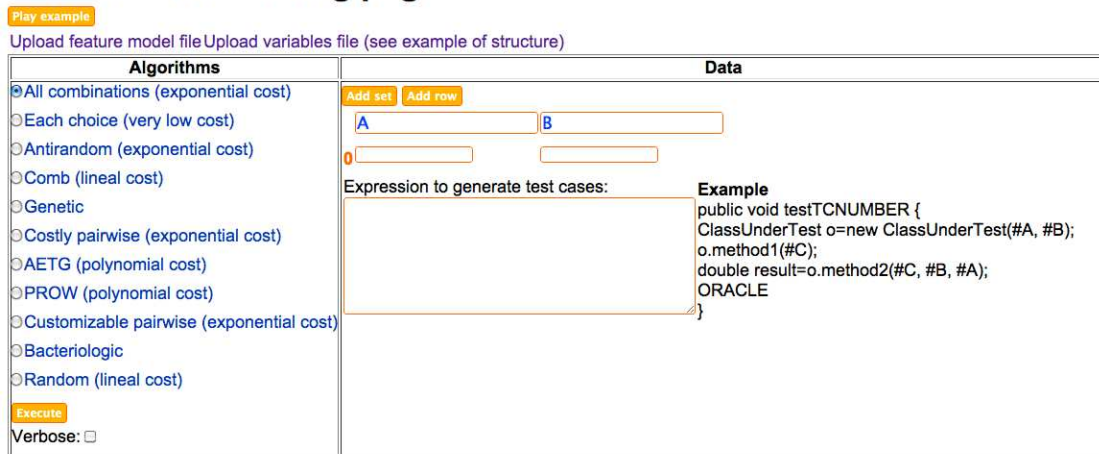 Play example
Upload feature model file Upload variables file (see example of structure)
Algorithms
Data
All combinations (exponential cost)
Each choice (very low cost)
Antirandom (exponential cost)
Comb (lineal cost)
Genetic
Costly pairwise (exponential cost)
AETG (polynomial cost)
PROW (polynomial cost)
Customizable pairwise (exponential cost)
Bacteriologic
Random (lineal cost)
Execute
Verbose:
Add set Add row
A B
0
Expression to generate test cases:
Example
public void testTCNUMBER {
ClassUnderTest o=new ClassUnderTest(#A, #B);
o.method1(#C);
double result=o.method2(#C, #B, #A);
ORACLE
}